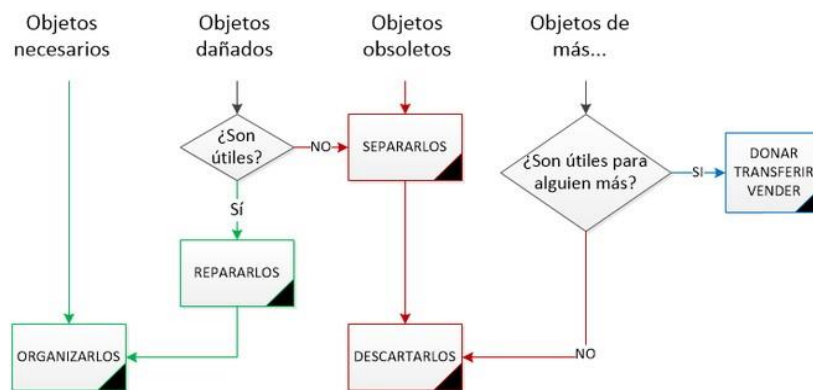 Objetos
necesarios
Objetos
dañados
Objetos
obsoletos
Objetos de
más...
¿Son
útiles?
NO
SEPARARLOS
¿Son útiles para
alguien más?
SI
DONAR
TRANSFERIR
VENDER
Sí
REPARARLOS
ORGANIZARLOS
DESCARTARLOS
NO